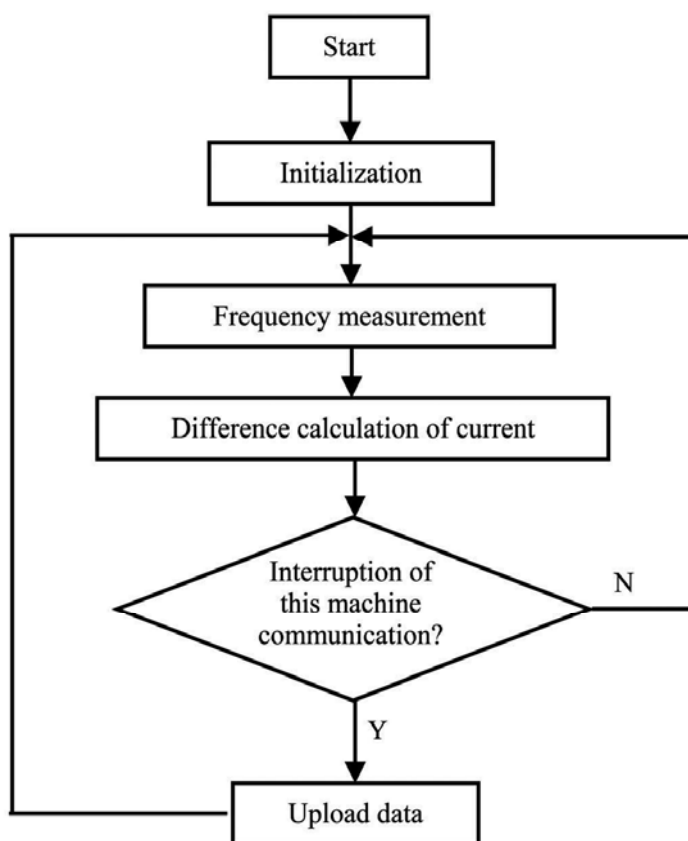 Start
Initialization
Frequency measurement
Difference calculation of current
Interruption of
this machine
communication?
N
Y
Upload data